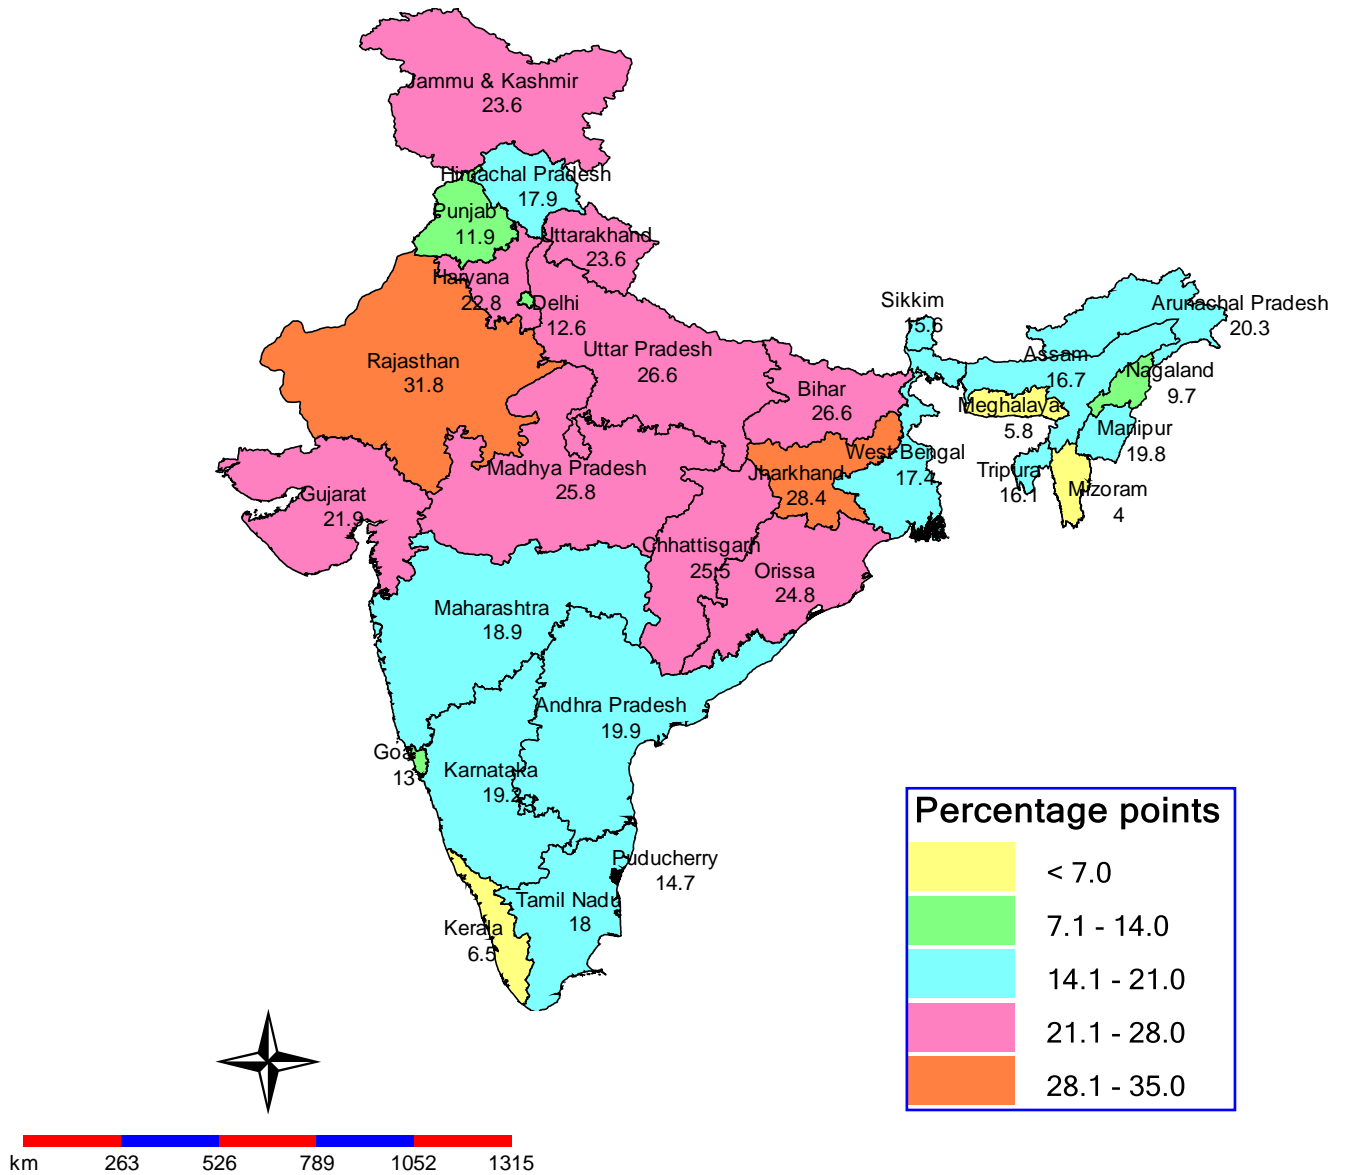 Jammu & Kashmir
23.6
Himachal Pradesh
17.9
Punjab
11.9
Uttarakhand
23.6
Haryana
22.8
Delhi
12.6
Rajasthan
31.8
Uttar Pradesh
26.6
Bihar
26.6
Sikkim
15.6
Arunachal Pradesh
20.3
Assam
16.7
Nagaland
9.7
Meghalaya
5.8
Manipur
19.8
Tripura
16.1
Mizoram
4
West Bengal
17.4
Jharkhand
28.4
Madhya Pradesh
25.8
Gujarat
21.9
Chhattisgarh
25.5
Orissa
24.8
Maharashtra
18.9
Andhra Pradesh
19.9
Goa
13
Karnataka
19.2
Puducherry
14.7
Tamil Nadu
18
Kerala
6.5
Percentage points
< 7.0
7.1 - 14.0
14.1 - 21.0
21.1 - 28.0
28.1 - 35.0
km 263 526 789 1052 1315